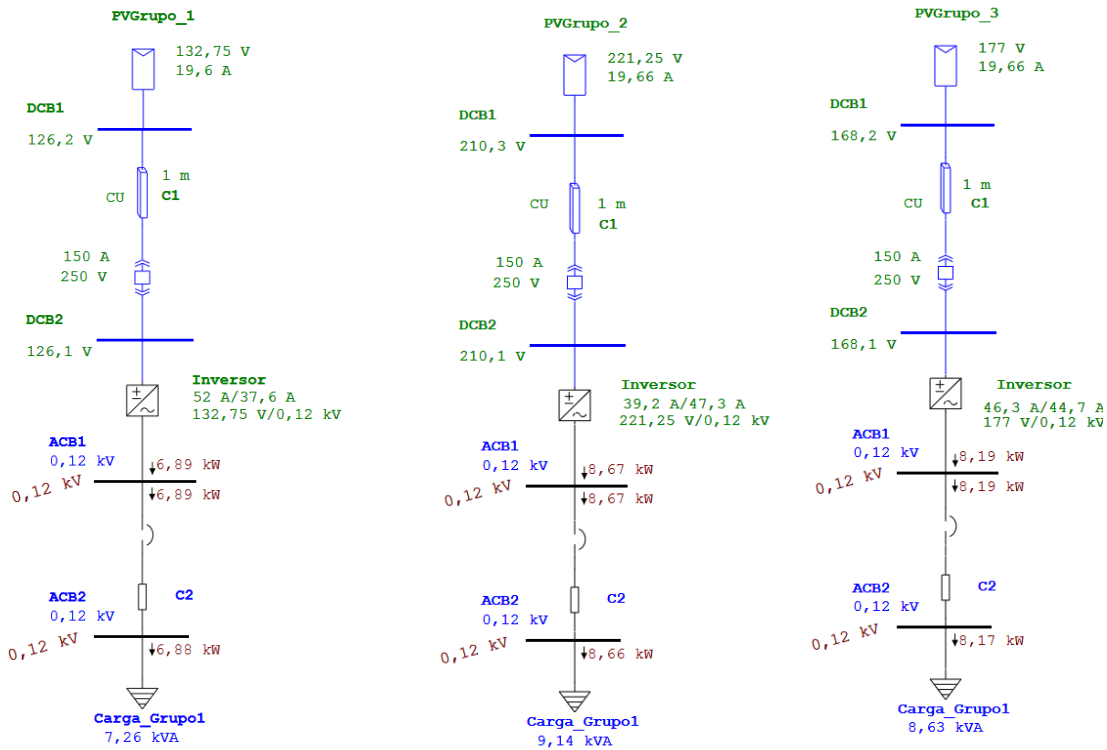 PVGrupo_1
132,75 V
19,6 A
DCB1
126,2 V
1 m
CU
C1
150 A
250 V
DCB2
126,1 V
Inversor
52 A/37,6 A
132,75 V/0,12 kV
ACB1
0,12 kV
6,89 kW
0,12 kV
6,89 kW
ACB2
C2
0,12 kV
0,12 kV
6,88 kW
Carga_Grupo1
7,26 kVA
PVGrupo_2
221,25 V
19,66 A
DCB1
210,3 V
CU
1 m
C1
150 A
250 V
DCB2
210,1 V
Inversor
39,2 A/47,3 A
221,25 V/0,12 kV
ACB1
0,12 kV
8,67 kW
0,12 kV
8,67 kW
ACB2
C2
0,12 kV
0,12 kV
8,66 kW
Carga_Grupo1
9,14 kVA
PVGrupo_3
177 V
19,66 A
DCB1
168,2 V
1 m
CU
C1
150 A
250 V
DCB2
168,1 V
Inversor
46,3 A/44,7 A
177 V/0,12 kV
ACB1
0,12 kV
8,19 kW
0,12 kV
8,19 kW
ACB2
C2
0,12 kV
0,12 kV
8,17 kW
Carga_Grupo1
8,63 kVA